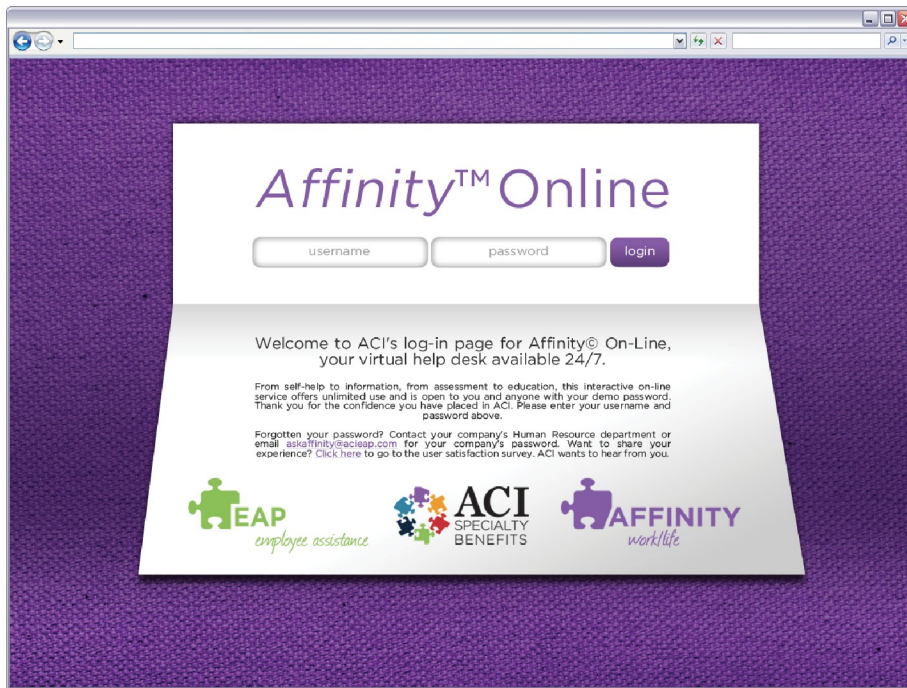 Affinity™ Online
username password login
Welcome to ACI's log-in page for Affinity© On-Line,
your virtual help desk available 24/7.
From self-help to information, from assessment to education, this interactive on-line
service offers unlimited use and is open to you and anyone with your demo password.
Thank you for the confidence you have placed in ACI. Please enter your username and
password above.
Forgotten your password? Contact your company's Human Resource department or
email askaffinity@acieap.com for your company's password. Want to share your
experience? Click here to go to the user satisfaction survey. ACI wants to hear from you.
EAP
employee assistance
ACI
SPECIALTY
BENEFITS
AFFINITY
work/life